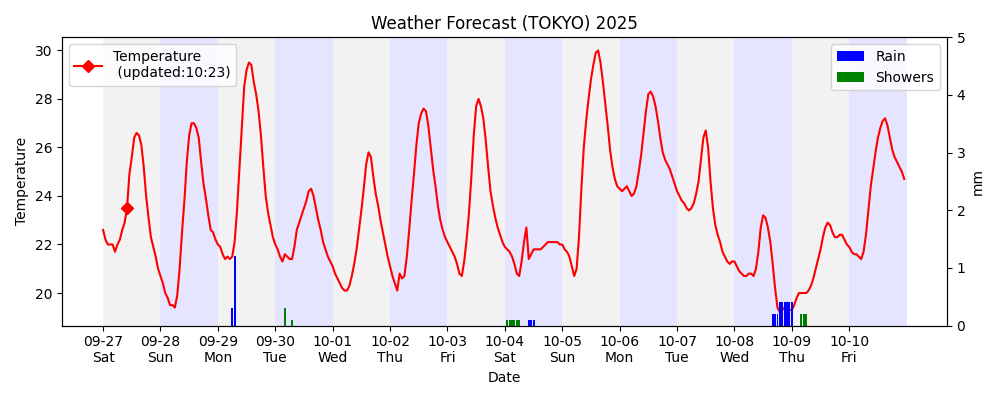 Weather Forecast (TOKYO) 2025
Temperature
(updated:10:23)
Rain
Showers
30
28
26
24
22
20
Temperature
5
4
3
2
1
0
mm
09-27 09-28 09-29 09-30 10-01 10-02 10-03 10-04 10-05 10-06 10-07 10-08 10-09 10-10
Sat Sun Mon Tue Wed Thu Fri Sat Sun Mon Tue Wed Thu Fri
Date